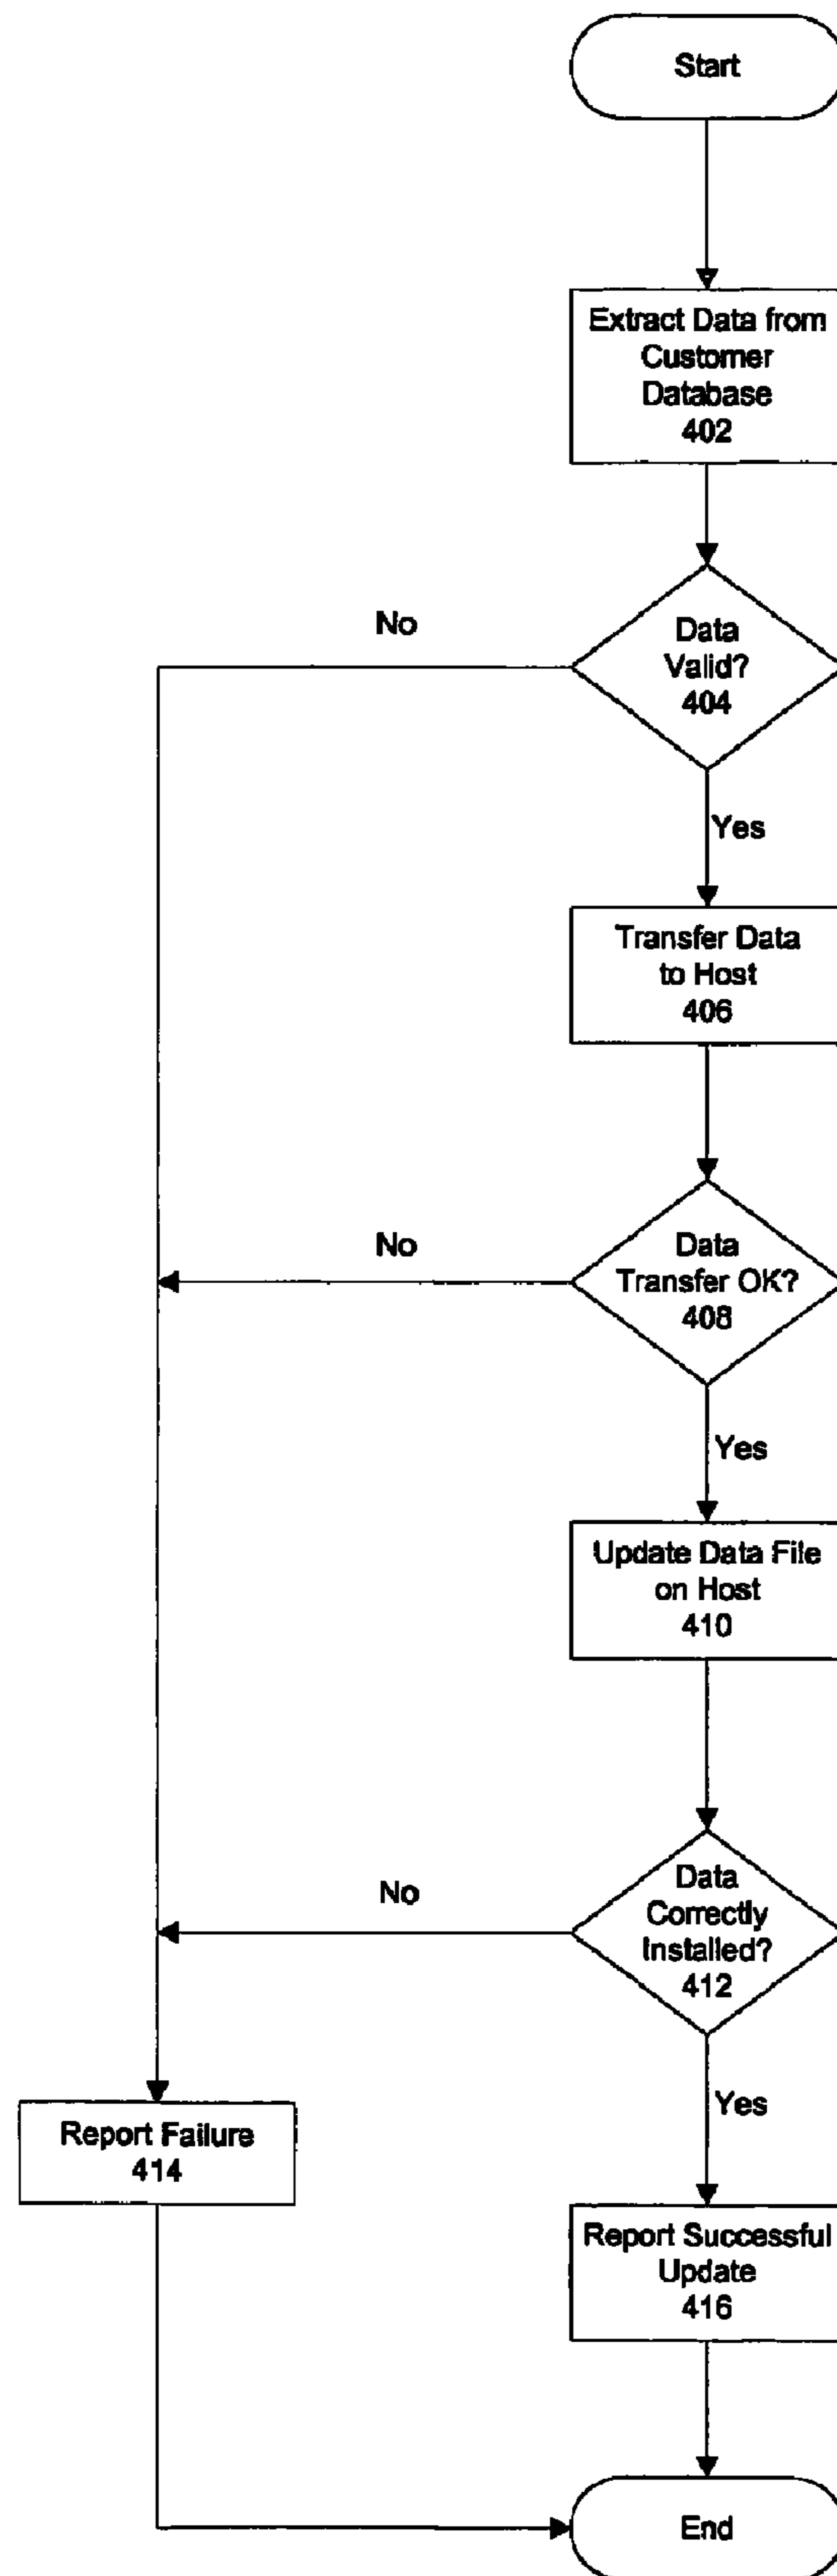 Start
Extract Data from
Customer
Database
402
No
Data
Valid?
404
Yes
Transfer Data
to Host
406
No
Data
Transfer OK?
408
Yes
Update Data File
on Host
410
No
Data
Correctly
Installed?
412
Yes
Report Failure
414
Report Successful
Update
416
End